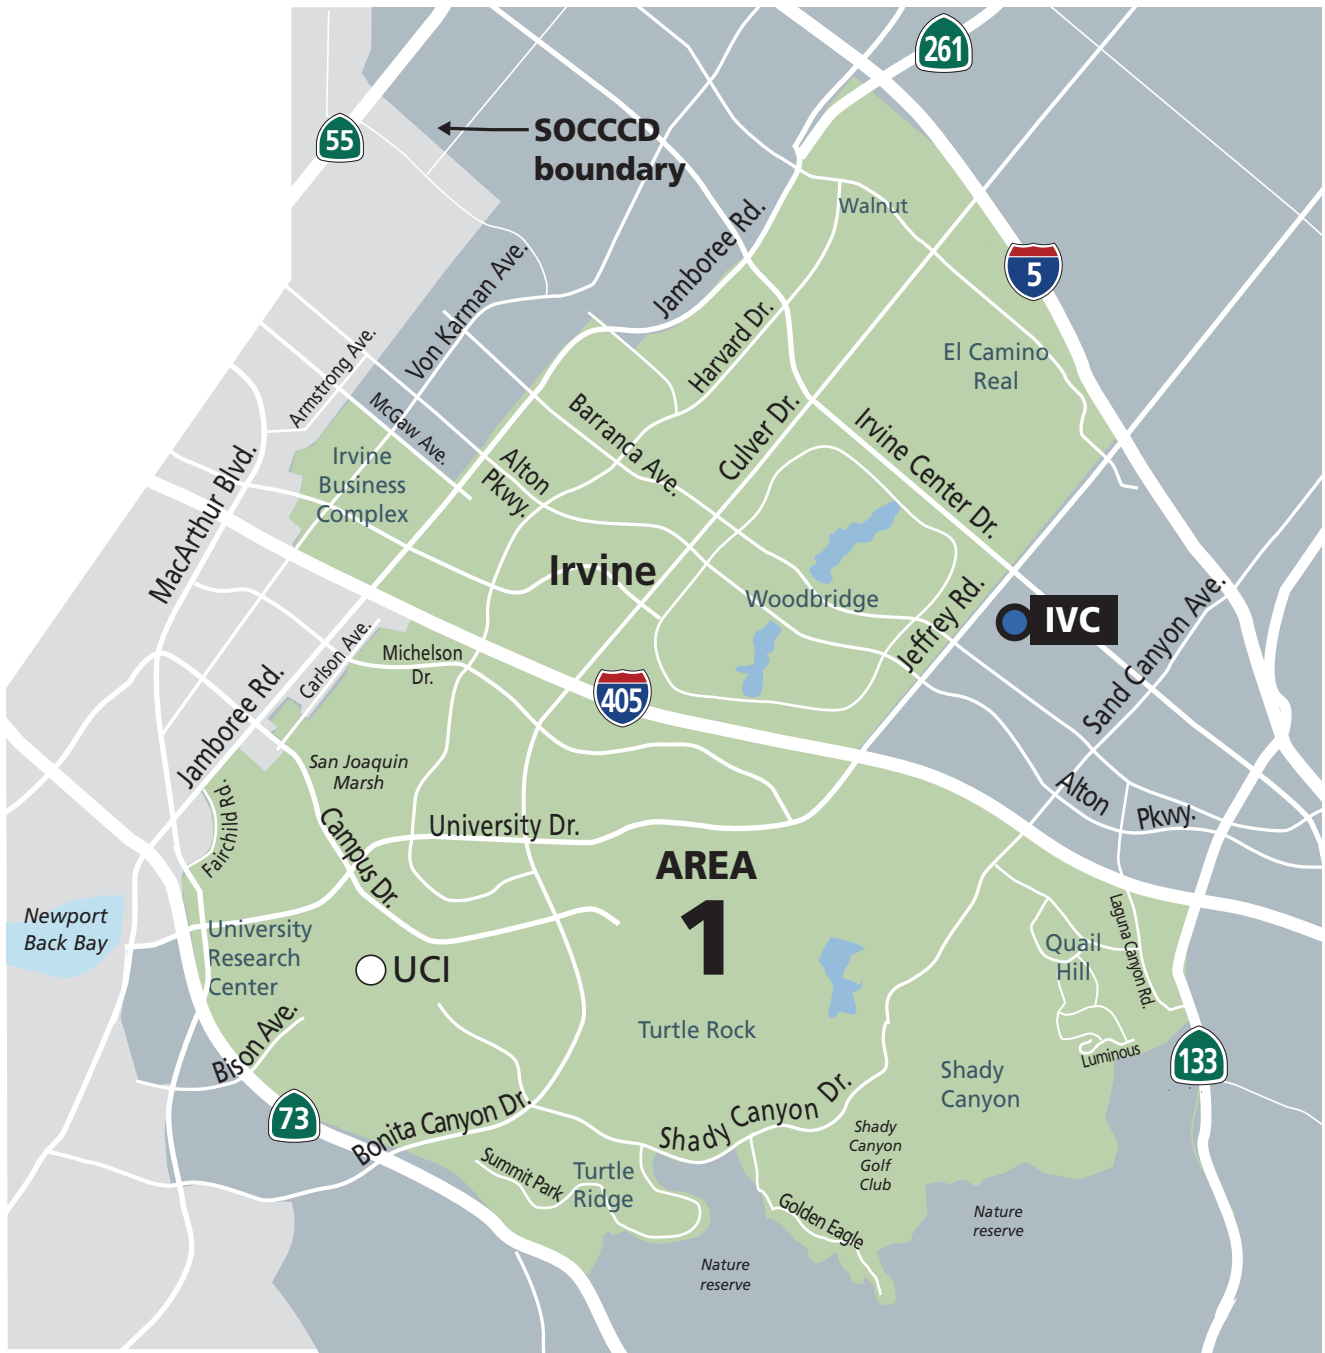 261
55
SOCCCD
boundary
Walnut
Jamboree Rd.
Von Karman Ave.
5
Harvard Dr.
Armstrong Ave.
El Camino
Real
McGaw Ave.
Barranca Ave.
Culver Dr.
Irvine Center Dr.
MacArthur Blvd.
Irvine
Business
Complex
Alton
Pkwy.
Irvine
Woodbridge
Jeffrey Rd.
IVC
Sand Canyon Ave.
Carlson Ave.
Michelson
Dr.
405
Jamboree Rd.
San Joaquin
Marsh
Fairchild Rd.
Campus Dr.
University Dr.
Alton
Pkwy.
AREA
1
Newport
Back Bay
University
Research
Center
UCI
Quail
Hill
Laguna Canyon Rd.
Turtle Rock
Bison Ave.
Luminous
133
Shady
Canyon
73
Bonita Canyon Dr.
Shady Canyon Dr.
Shady
Canyon
Golf
Club
Summit Park
Turtle
Ridge
Golden Eagle
Nature
reserve
Nature
reserve